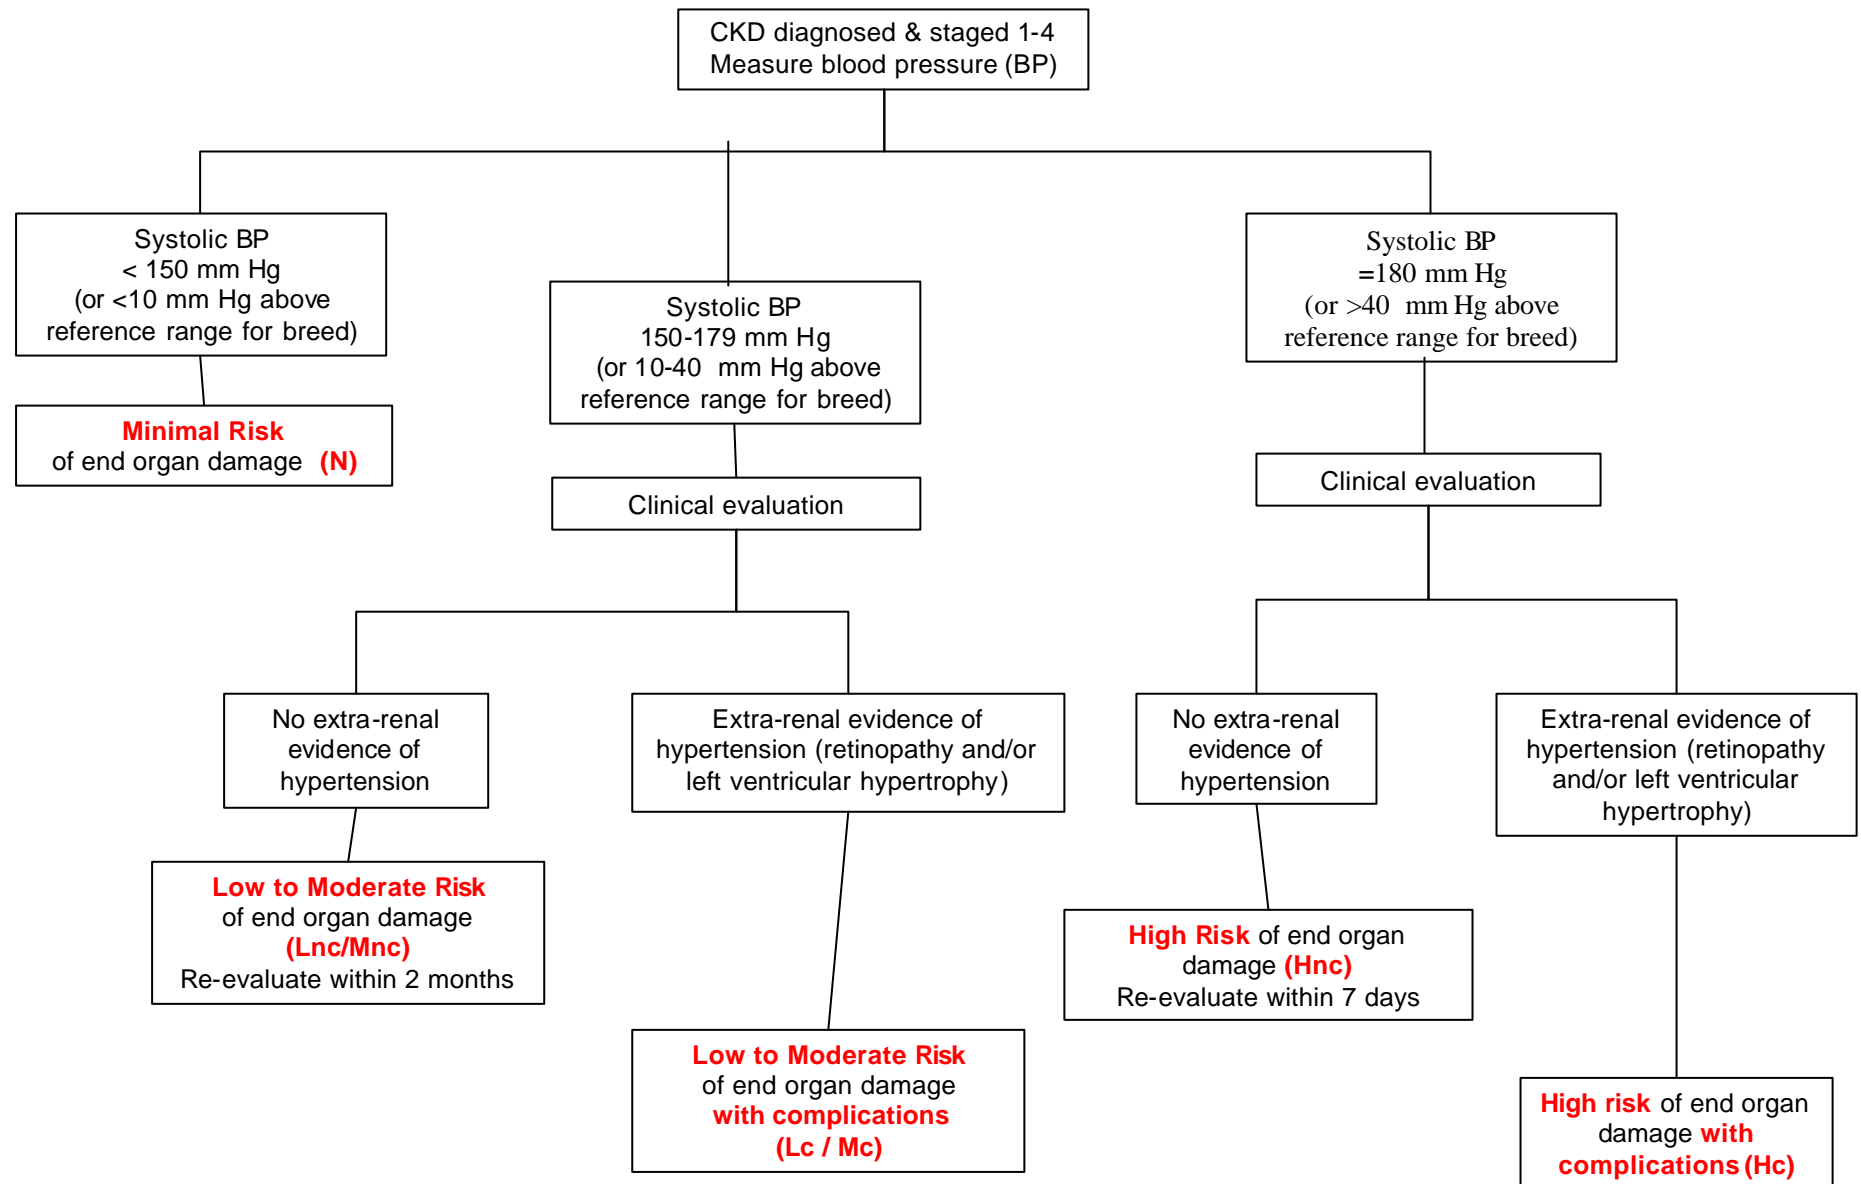 CKD diagnosed & staged 1-4
Measure blood pressure (BP)
Systolic BP
< 150 mm Hg
(or <10 mm Hg above
reference range for breed)
Minimal Risk
of end organ damage (N)
Systolic BP
150-179 mm Hg
(or 10-40 mm Hg above
reference range for breed)
Clinical evaluation
No extra-renal
evidence of
hypertension
Low to Moderate Risk
of end organ damage
(Lnc/Mnc)
Re-evaluate within 2 months
Extra-renal evidence of
hypertension (retinopathy and/or
left ventricular hypertrophy)
Low to Moderate Risk
of end organ damage
with complications
(Lc / Mc)
Systolic BP
=180 mm Hg
(or >40 mm Hg above
reference range for breed)
Clinical evaluation
No extra-renal
evidence of
hypertension
High Risk of end organ
damage (Hnc)
Re-evaluate within 7 days
Extra-renal evidence of
hypertension (retinopathy
and/or left ventricular
hypertrophy)
High risk of end organ
damage with
complications (Hc)